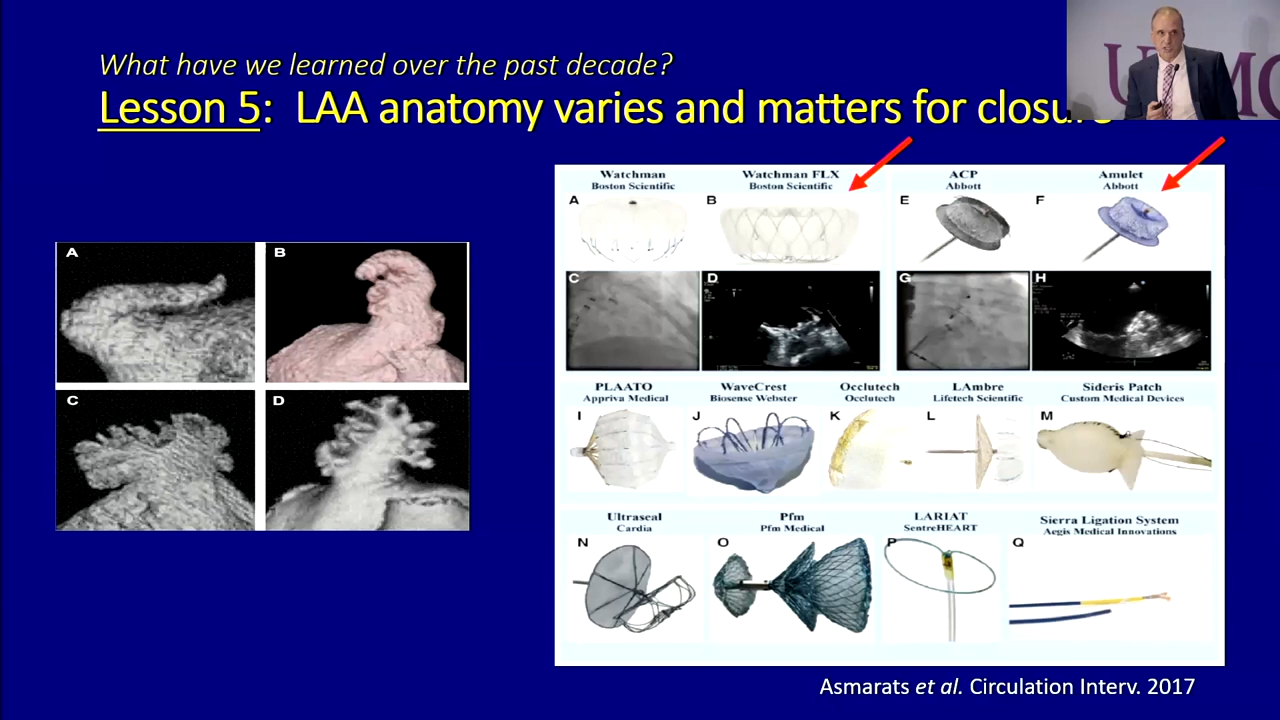 What have we learned over the past decade?
Lesson 5: LAA anatomy varies and matters for closure
A
B
C
D
Watchman
Boston Scientific
Watchman FLX
Boston Scientific
ACP
Abbott
Amulet
Abbott
A
B
E
F
C
D
G
H
PLAATO
Appriva Medical
WaveCrest
Biosense Webster
Occlutech
Occlutech
LAmbre
Lifetech Scientific
Sideris Patch
Custom Medical Devices
I
J
K
L
M
Ultraseal
Cardia
Pfm
Pfm Medical
LARIAT
SentreHEART
Sierra Ligation System
Aegis Medical Innovations
N
O
P
Q
Asmarats et al. Circulation Interv. 2017